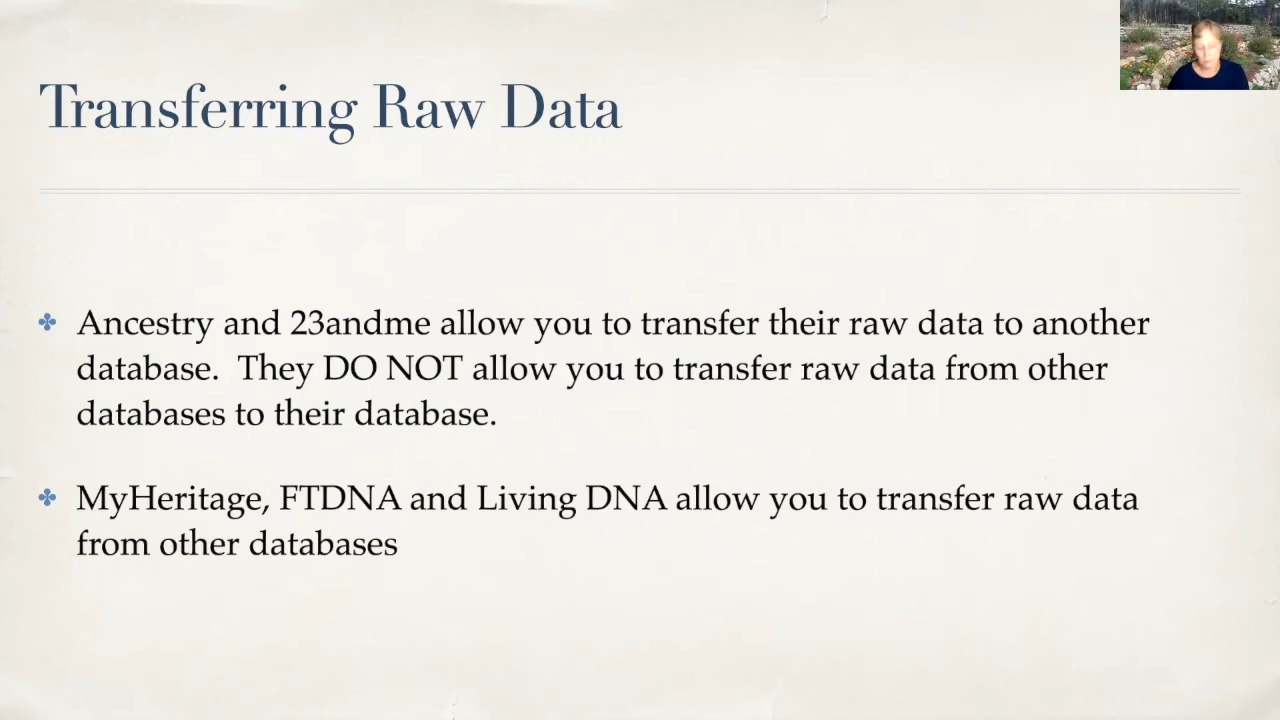 Transferring Raw Data
Ancestry and 23andme allow you to transfer their raw data to another
database.  They DO NOT allow you to transfer raw data from other
databases to their database.
MyHeritage, FTDNA and Living DNA allow you to transfer raw data
from other databases